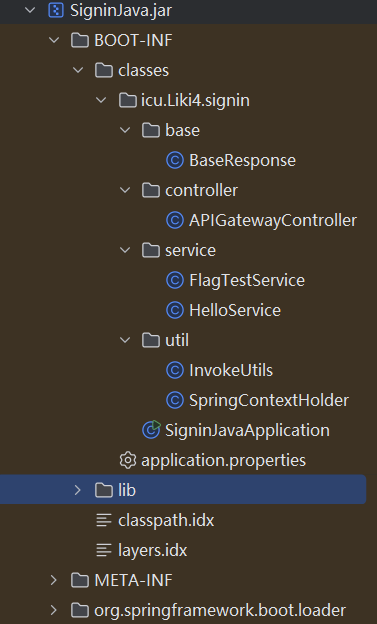 SigninJava.jar
BOOT-INF
classes
icu.Liki4.signin
base
BaseResponse
controller
APIGatewayController
service
FlagTestService
HelloService
util
InvokeUtils
SpringContextHolder
SigninJavaApplication
application.properties
lib
classpath.idx
layers.idx
META-INF
org.springframework.boot.loader